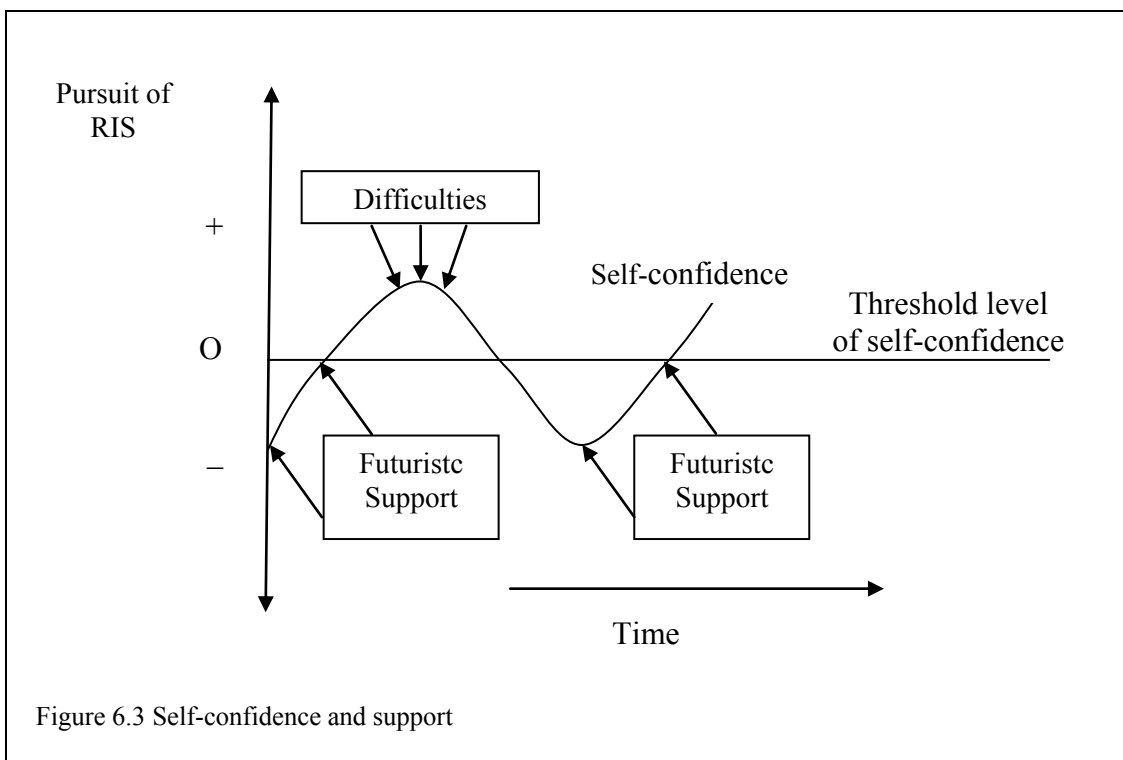 Pursuit of
RIS
Difficulties
+
Self-confidence
Threshold level
of self-confidence
O
−
Futuristc
Support
Futuristc
Support
Time
Figure 6.3 Self-confidence and support